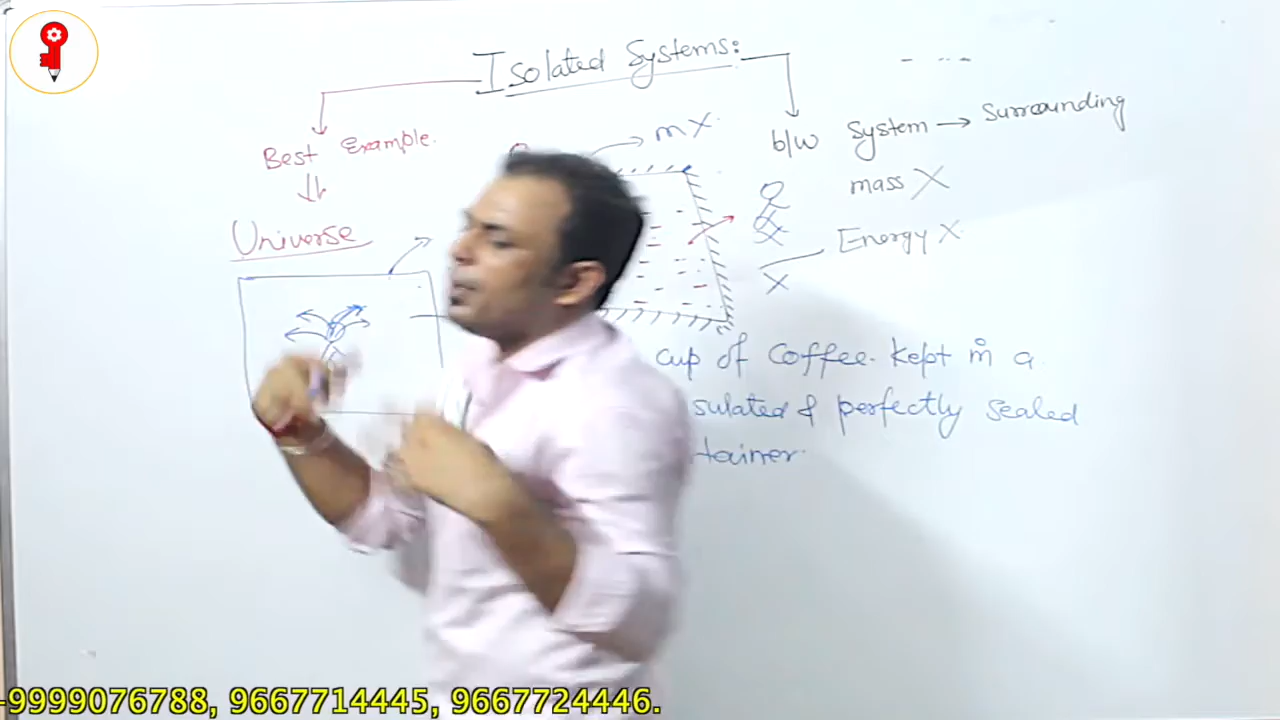 Isolated Systems:
Best Example.
Universe
m X
b/w System → Surrounding
mass X
Energy X
X
cup of coffee kept in a
sulated & perfectly sealed
tainer.
-9999076788, 9667714445, 9667724446.